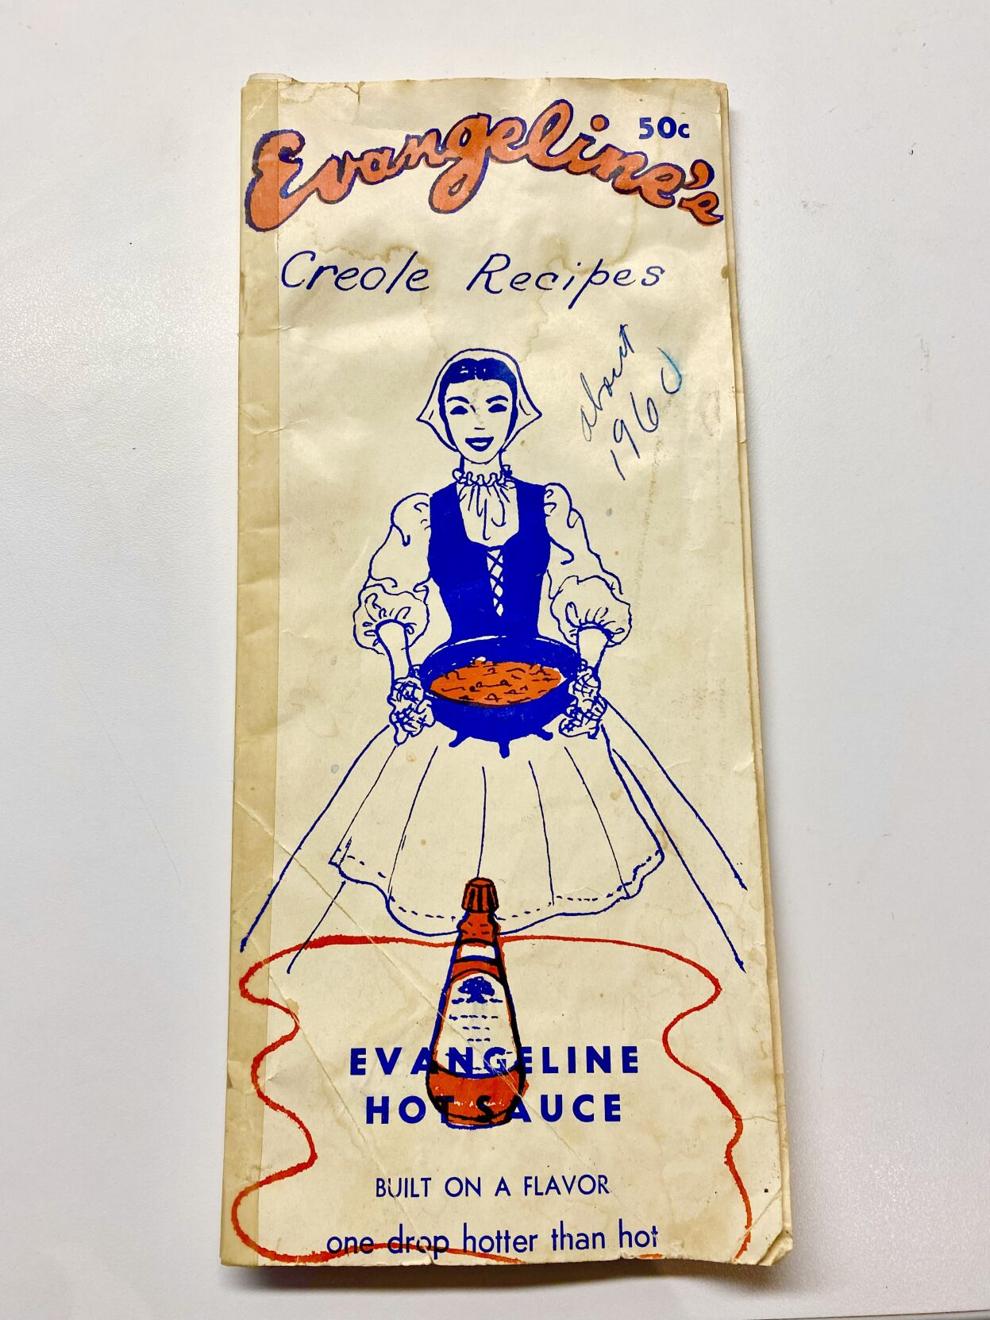 50c
Evangeline's
Creole Recipes
about
1960
EVANGELINE
HOT SAUCE
BUILT ON A FLAVOR
one drop hotter than hot